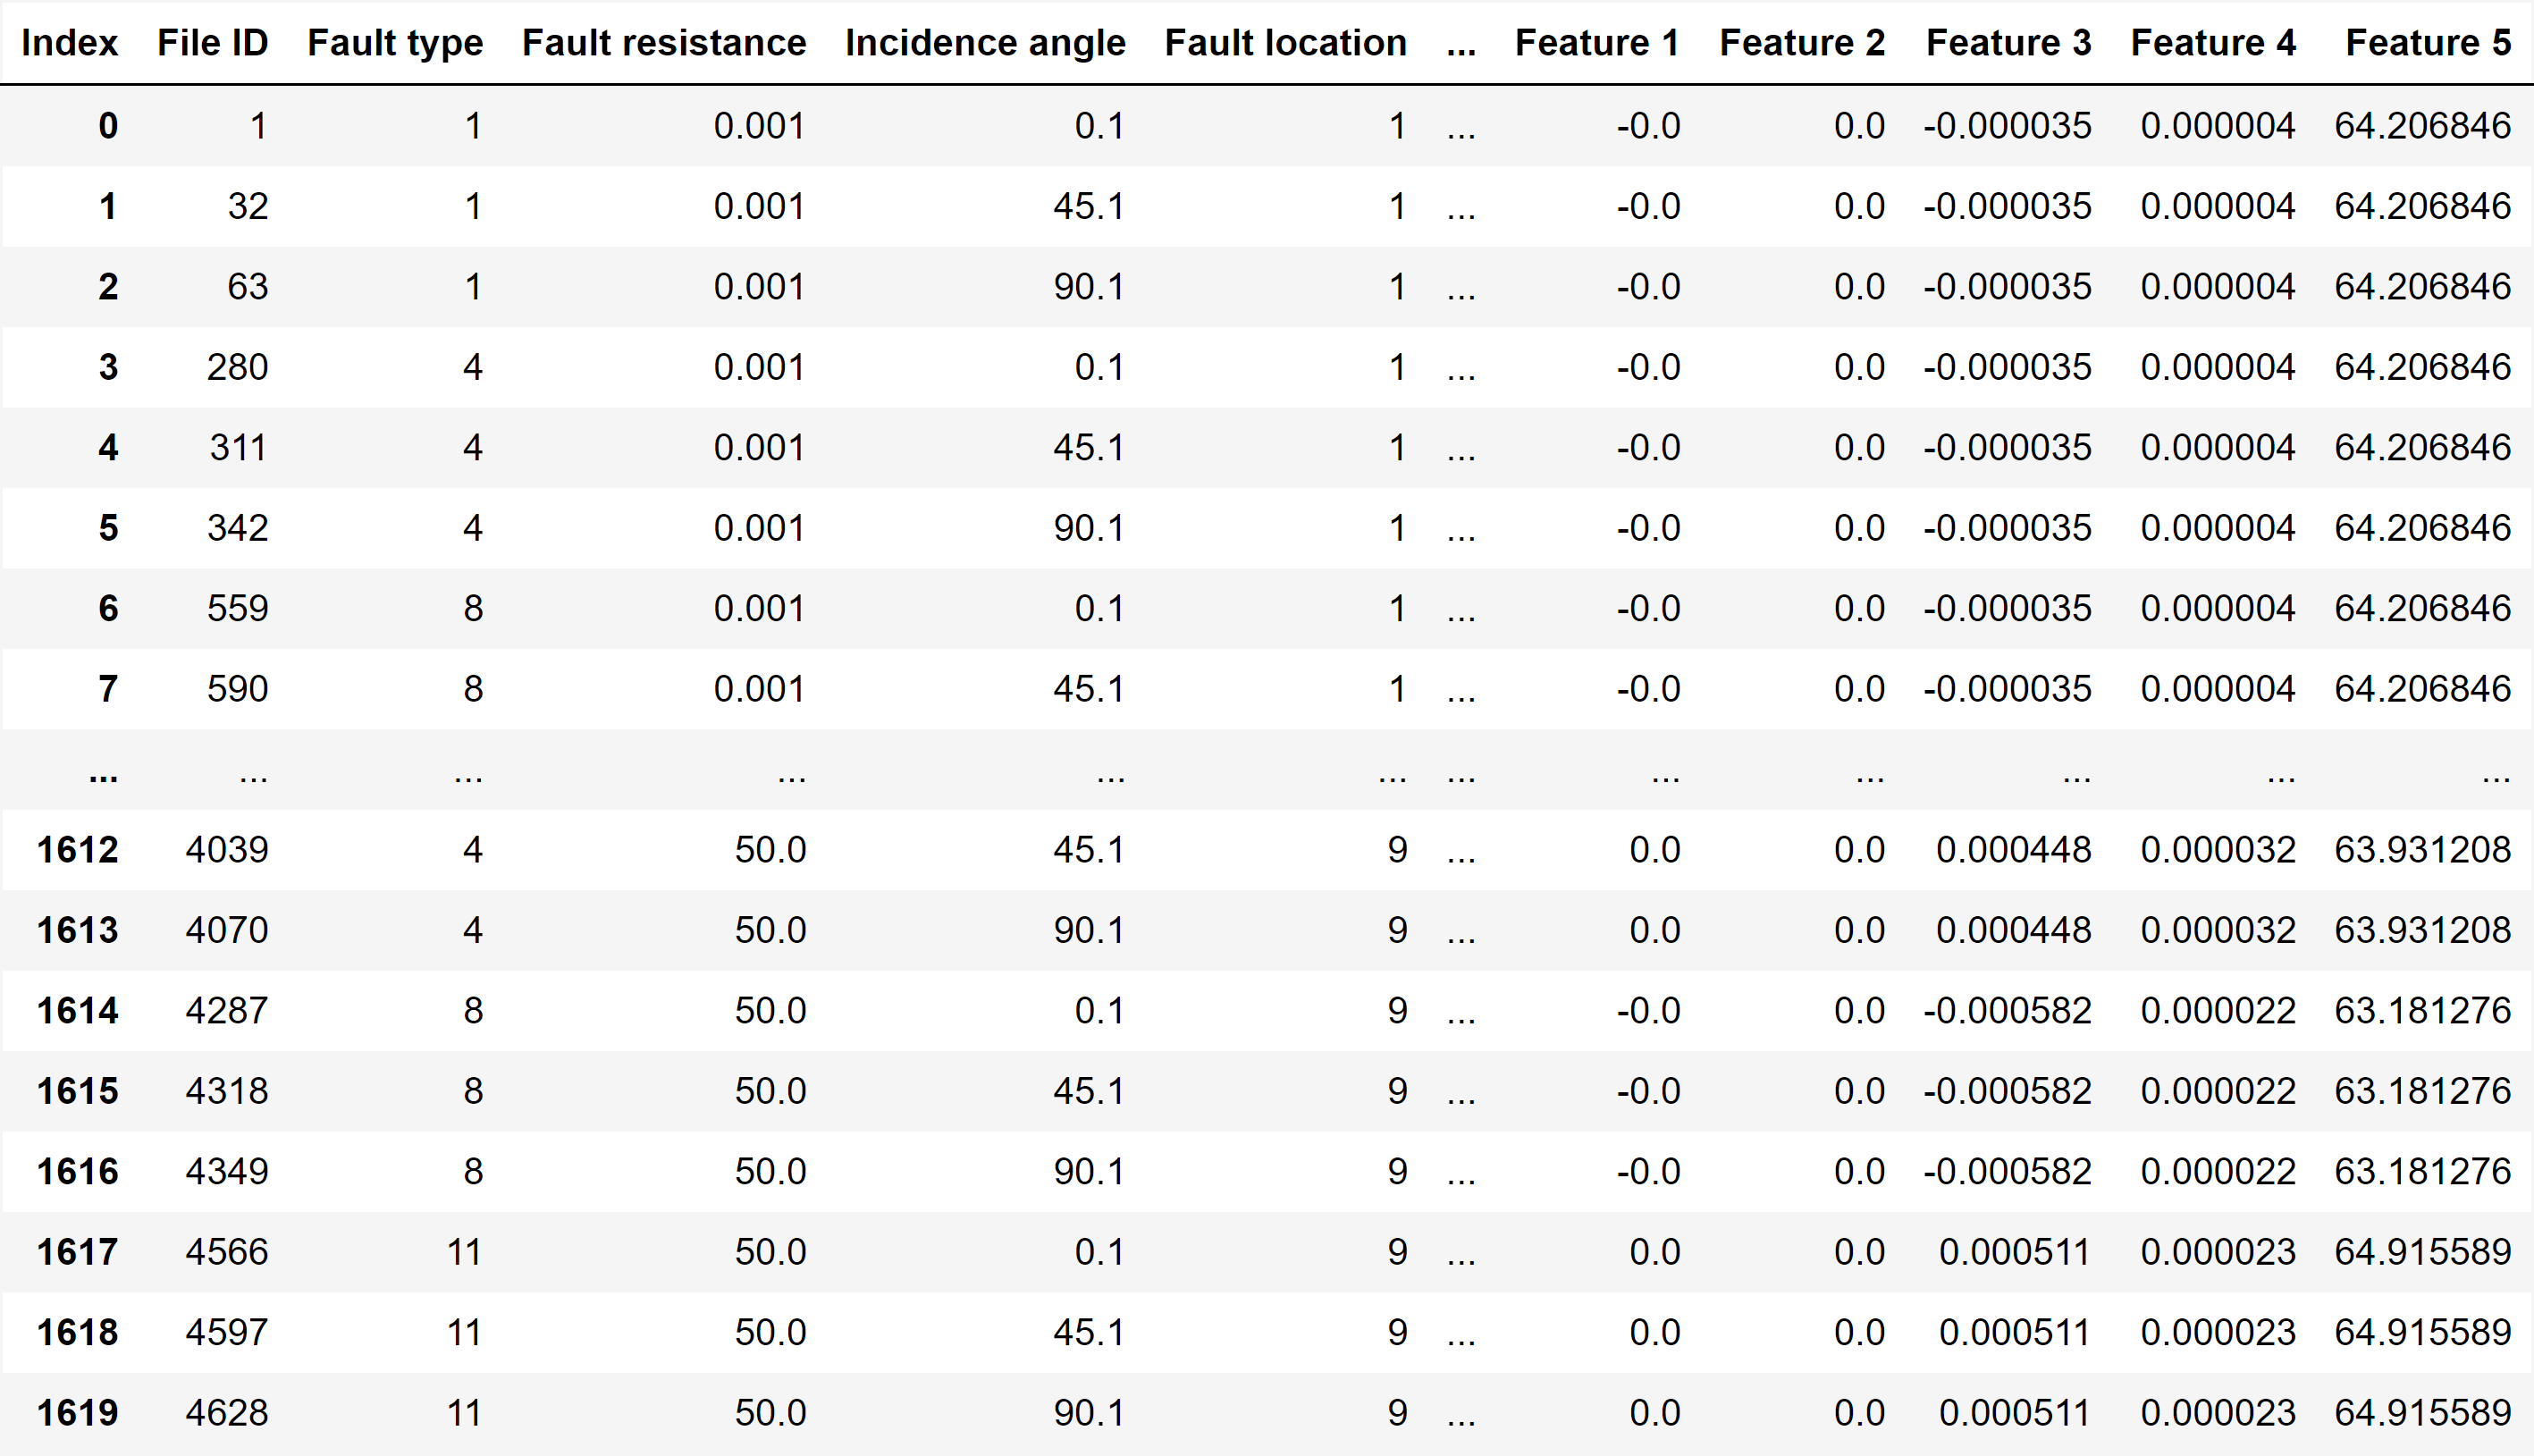 Index File ID Fault type Fault resistance Incidence angle Fault location ... Feature 1 Feature 2 Feature 3 Feature 4 Feature 5
0 1 1 0.001 0.1 1 ... -0.0 0.0 -0.000035 0.000004 64.206846
1 32 1 0.001 45.1 1 ... -0.0 0.0 -0.000035 0.000004 64.206846
2 63 1 0.001 90.1 1 ... -0.0 0.0 -0.000035 0.000004 64.206846
3 280 4 0.001 0.1 1 ... -0.0 0.0 -0.000035 0.000004 64.206846
4 311 4 0.001 45.1 1 ... -0.0 0.0 -0.000035 0.000004 64.206846
5 342 4 0.001 90.1 1 ... -0.0 0.0 -0.000035 0.000004 64.206846
6 559 8 0.001 0.1 1 ... -0.0 0.0 -0.000035 0.000004 64.206846
7 590 8 0.001 45.1 1 ... -0.0 0.0 -0.000035 0.000004 64.206846
... ... ... ... ... ... ... ... ... ... ... ...
1612 4039 4 50.0 45.1 9 ... 0.0 0.0 0.000448 0.000032 63.931208
1613 4070 4 50.0 90.1 9 ... 0.0 0.0 0.000448 0.000032 63.931208
1614 4287 8 50.0 0.1 9 ... -0.0 0.0 -0.000582 0.000022 63.181276
1615 4318 8 50.0 45.1 9 ... -0.0 0.0 -0.000582 0.000022 63.181276
1616 4349 8 50.0 90.1 9 ... -0.0 0.0 -0.000582 0.000022 63.181276
1617 4566 11 50.0 0.1 9 ... 0.0 0.0 0.000511 0.000023 64.915589
1618 4597 11 50.0 45.1 9 ... 0.0 0.0 0.000511 0.000023 64.915589
1619 4628 11 50.0 90.1 9 ... 0.0 0.0 0.000511 0.000023 64.915589